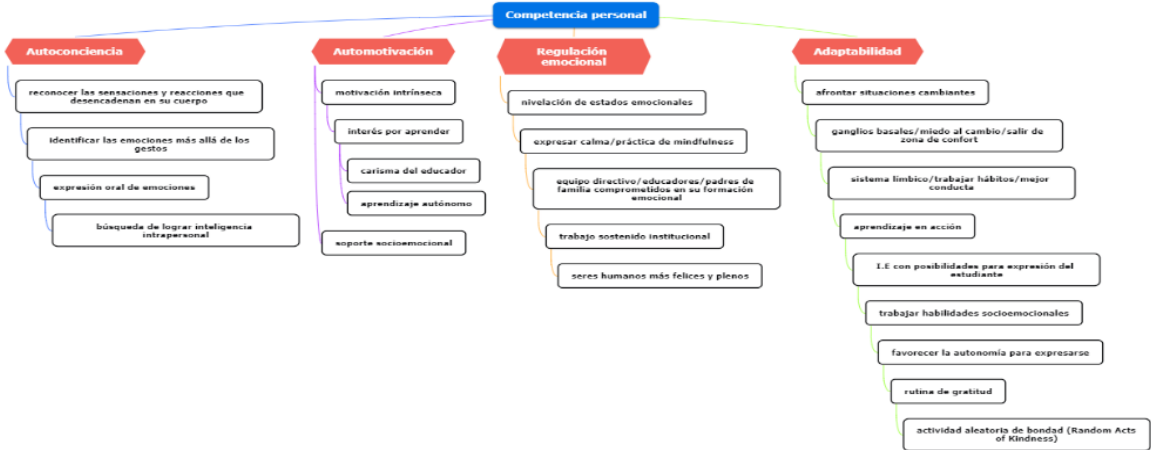 Competencia personal
Autoconciencia
reconocer las sensaciones y reacciones que
desencadenan en su cuerpo
identificar las emociones más allá de los
gestos
expresión oral de emociones
búsqueda de lograr inteligencia
intrapersonal
Automotivación
motivación intrínseca
interés por aprender
carisma del educador
aprendizaje autónomo
soporte socioemocional
Regulación
emocional
nivelación de estados emocionales
expresar calma/práctica de mindfulness
equipo directivo/educadores/padres de
familia comprometidos en su formación
emocional
trabajo sostenido institucional
seres humanos más felices y plenos
Adaptabilidad
afrontar situaciones cambiantes
ganglios basales/miedo al cambio/salir de
zona de confort
sistema límbico/trabajar hábitos/mejor
conducta
aprendizaje en acción
I.E con posibilidades para expresión del
estudiante
trabajar habilidades socioemocionales
favorecer la autonomía para expresarse
rutina de gratitud
actividad aleatoria de bondad (Random Acts
of Kindness)